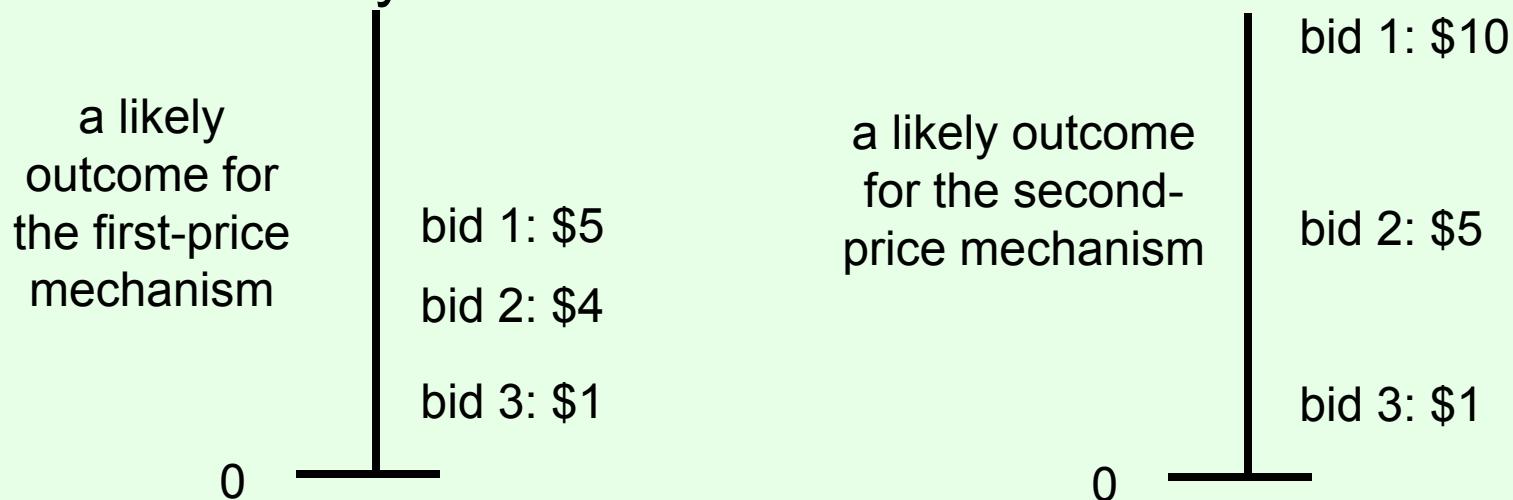 a likely
outcome for
the first-price
mechanism
bid 1: $5
bid 2: $4
bid 3: $1
0
a likely outcome
for the second-
price mechanism
bid 1: $10
bid 2: $5
bid 3: $1
0